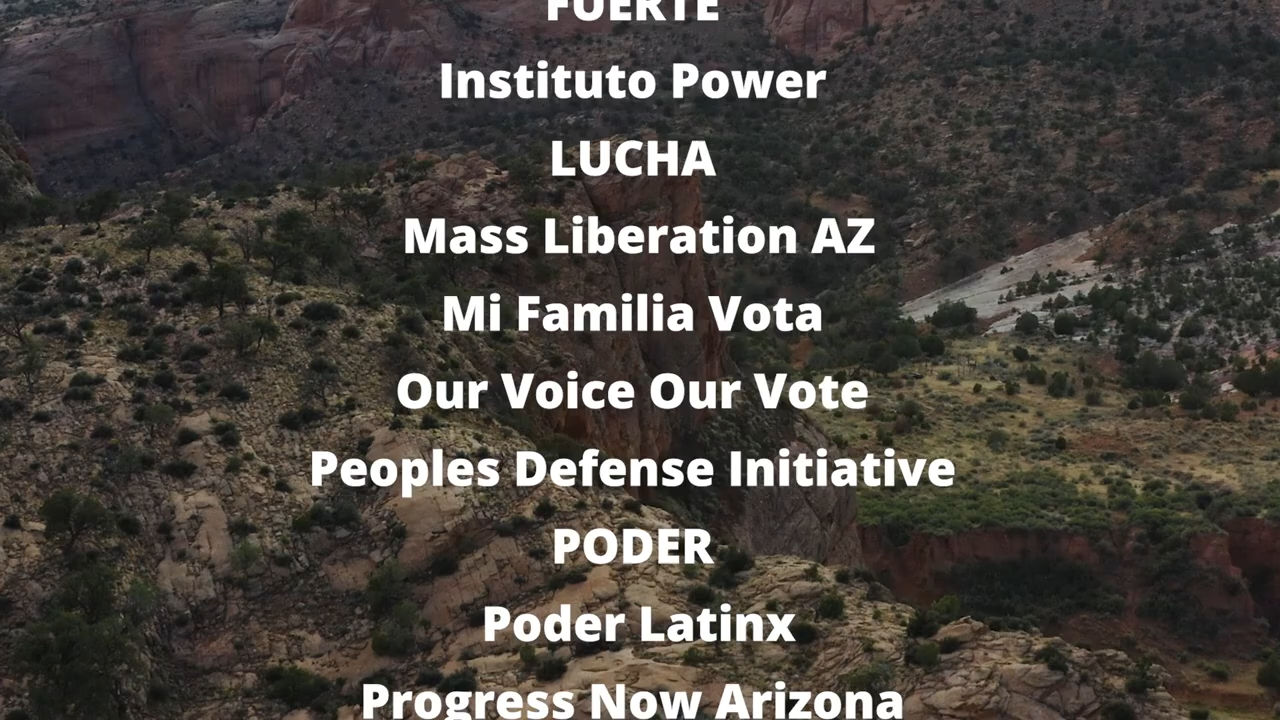 FUERTE
Instituto Power
LUCHA
Mass Liberation AZ
Mi Familia Vota
Our Voice Our Vote
Peoples Defense Initiative
PODER
Poder Latinx
Progress Now Arizona